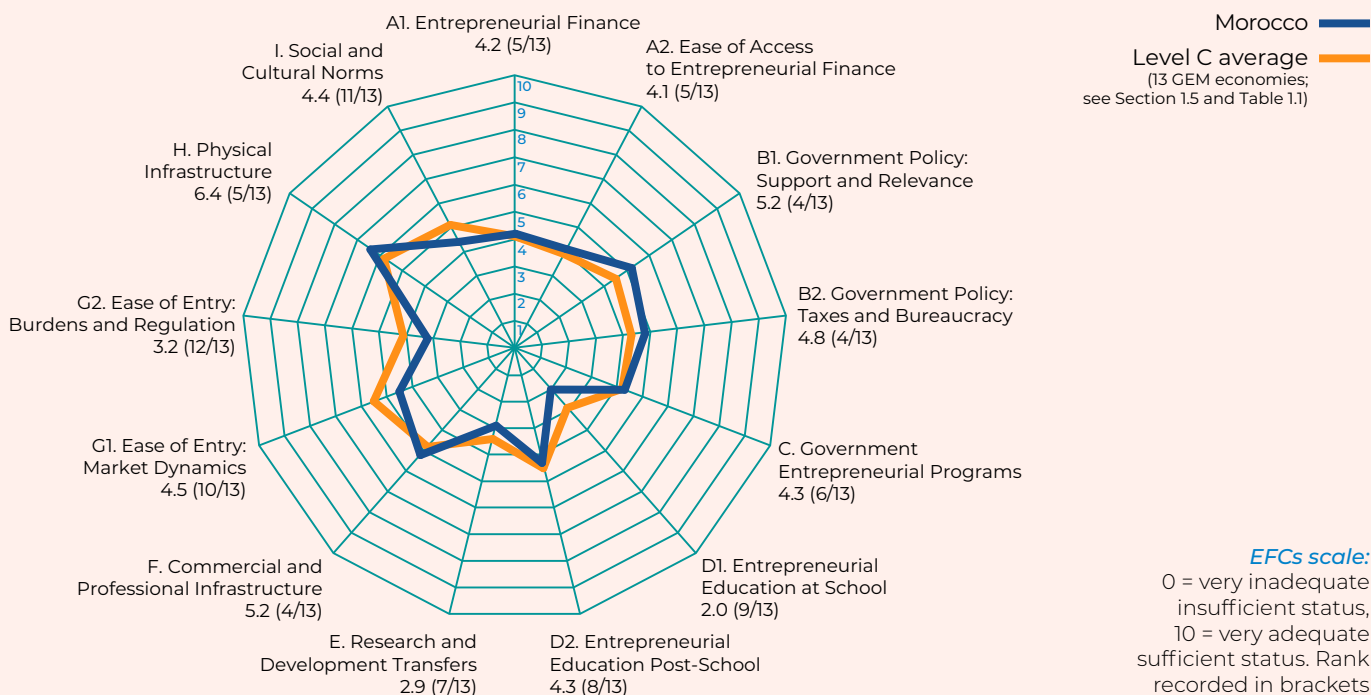 A1. Entrepreneurial Finance
4.2 (5/13)
A2. Ease of Access
to Entrepreneurial Finance
4.1 (5/13)
B1. Government Policy:
Support and Relevance
5.2 (4/13)
B2. Government Policy:
Taxes and Bureaucracy
4.8 (4/13)
C. Government
Entrepreneurial Programs
4.3 (6/13)
D1. Entrepreneurial
Education at School
2.0 (9/13)
D2. Entrepreneurial
Education Post-School
4.3 (8/13)
E. Research and
Development Transfers
2.9 (7/13)
F. Commercial and
Professional Infrastructure
5.2 (4/13)
G1. Ease of Entry:
Market Dynamics
4.5 (10/13)
G2. Ease of Entry:
Burdens and Regulation
3.2 (12/13)
H. Physical
Infrastructure
6.4 (5/13)
I. Social and
Cultural Norms
4.4 (11/13)
10
9
8
7
6
5
4
3
2
1
Morocco
Level C average
(13 GEM economies;
see Section 1.5 and Table 1.1)
EFCs scale:
0 = very inadequate
insufficient status,
10 = very adequate
sufficient status. Rank
recorded in brackets